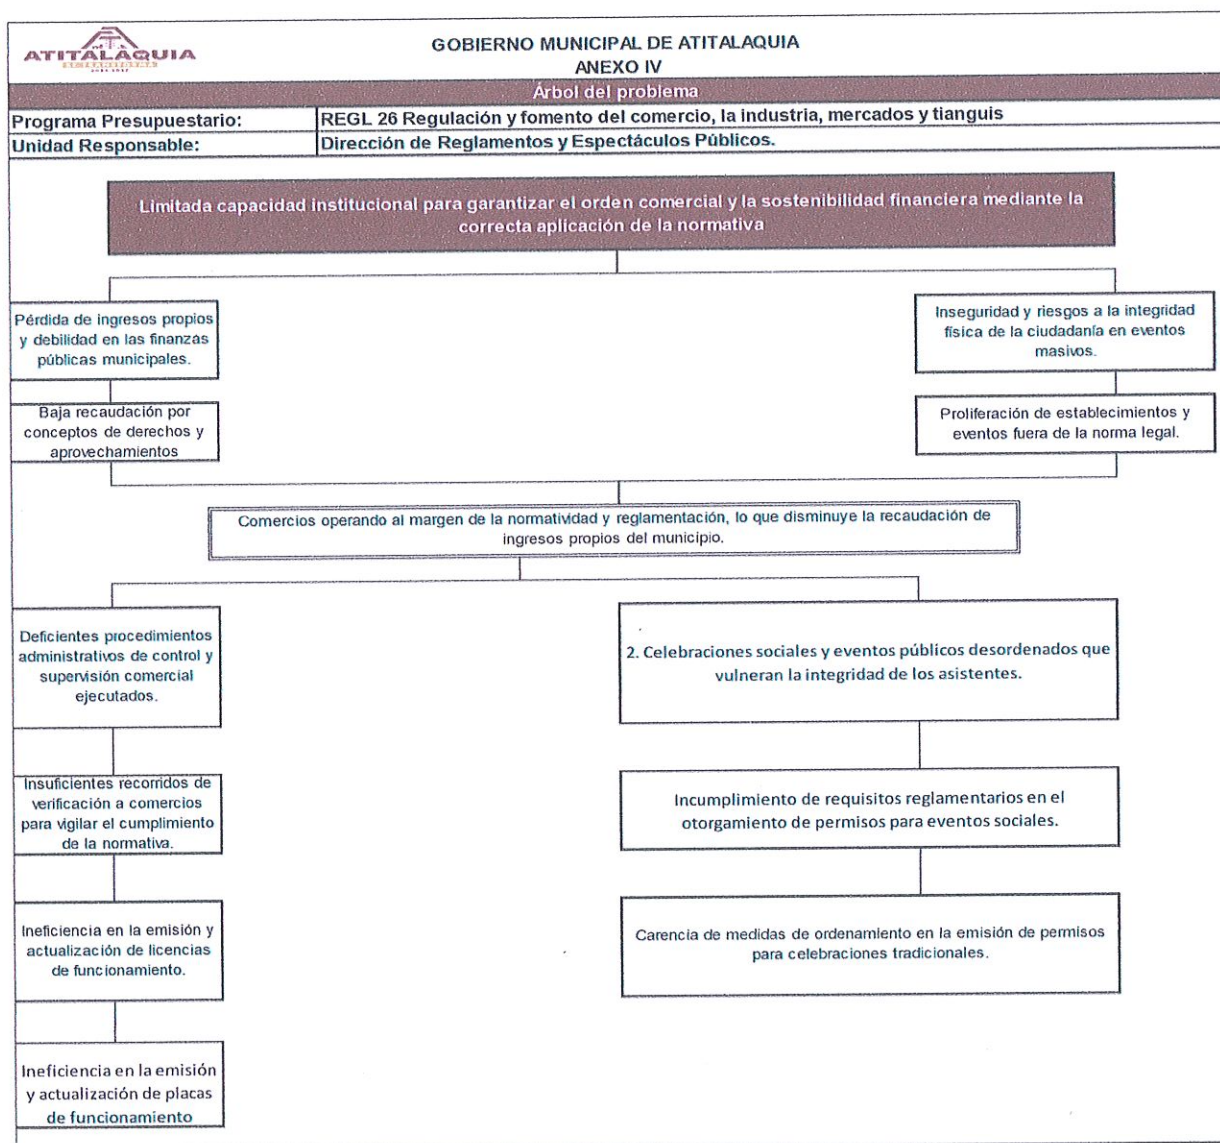 ATITALAQUIA
GOBIERNO MUNICIPAL DE ATITALAQUIA
ANEXO IV
Árbol del problema
Programa Presupuestario: REGL 26 Regulación y fomento del comercio, la industria, mercados y tianguis
Unidad Responsable: Dirección de Reglamentos y Espectáculos Públicos.
Limitada capacidad institucional para garantizar el orden comercial y la sostenibilidad financiera mediante la
correcta aplicación de la normativa
Pérdida de ingresos propios
y debilidad en las finanzas
públicas municipales.
Inseguridad y riesgos a la integridad
física de la ciudadanía en eventos
masivos.
Baja recaudación por
conceptos de derechos y
aprovechamientos
Proliferación de establecimientos y
eventos fuera de la norma legal.
Comercios operando al margen de la normatividad y reglamentación, lo que disminuye la recaudación de
ingresos propios del municipio.
Deficientes procedimientos
administrativos de control y
supervisión comercial
ejecutados.
2. Celebraciones sociales y eventos públicos desordenados que
vulneran la integridad de los asistentes.
Insuficientes recorridos de
verificación a comercios
para vigilar el cumplimiento
de la normativa.
Incumplimiento de requisitos reglamentarios en el
otorgamiento de permisos para eventos sociales.
Ineficiencia en la emisión y
actualización de licencias
de funcionamiento.
Carencia de medidas de ordenamiento en la emisión de permisos
para celebraciones tradicionales.
Ineficiencia en la emisión
y actualización de placas
de funcionamiento